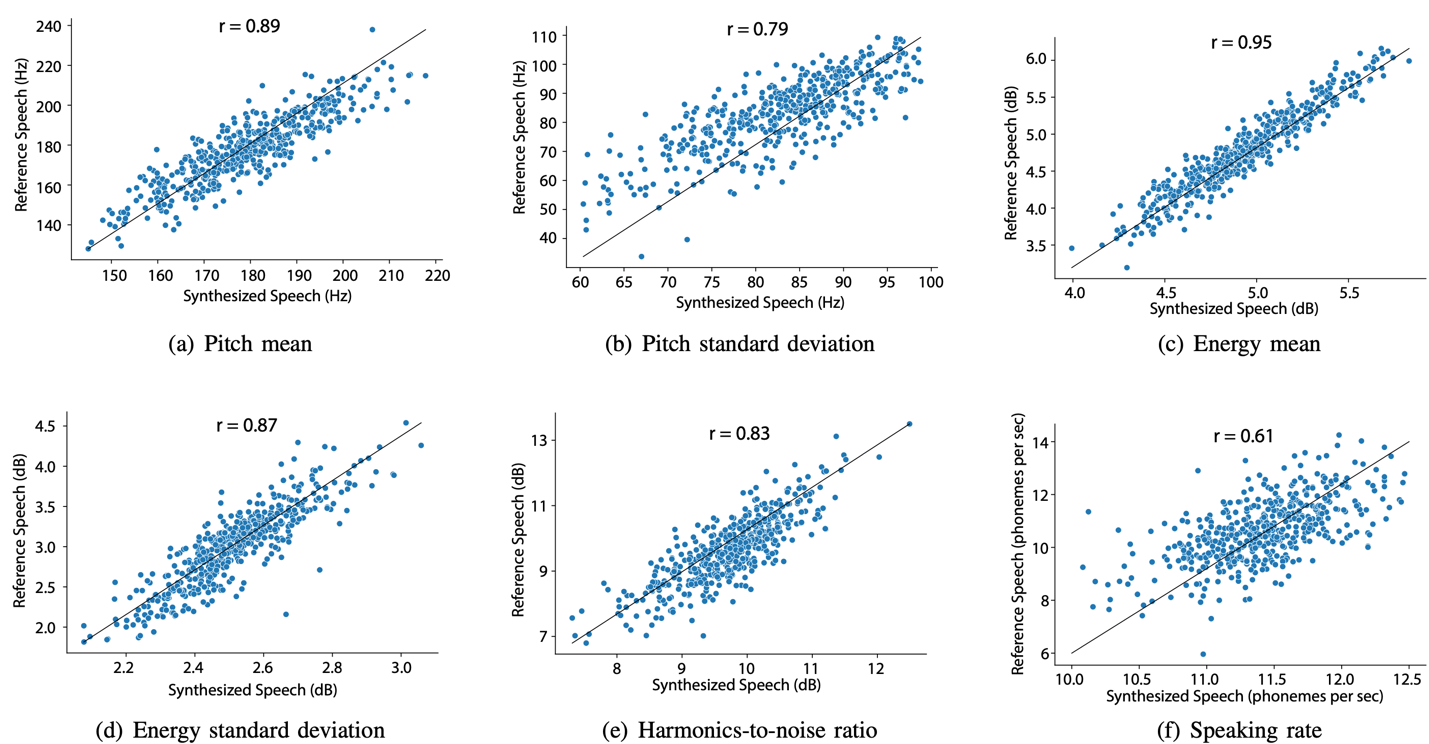 r = 0.89
240
220
200
180
160
140
Reference Speech (Hz)
150 160 170 180 190 200 210 220
Synthesized Speech (Hz)
(a) Pitch mean
r = 0.79
110
100
90
80
70
60
50
40
Reference Speech (Hz)
60 65 70 75 80 85 90 95 100
Synthesized Speech (Hz)
(b) Pitch standard deviation
r = 0.95
6.0
5.5
5.0
4.5
4.0
3.5
Reference Speech (dB)
4.0 4.5 5.0 5.5
Synthesized Speech (dB)
(c) Energy mean
r = 0.87
4.5
4.0
3.5
3.0
2.5
2.0
Reference Speech (dB)
2.2 2.4 2.6 2.8 3.0
Synthesized Speech (dB)
(d) Energy standard deviation
r = 0.83
13
11
9
7
Reference Speech (dB)
8 9 10 11 12
Synthesized Speech (dB)
(e) Harmonics-to-noise ratio
r = 0.61
14
12
10
8
6
Reference Speech (phonemes per sec)
10.0 10.5 11.0 11.5 12.0 12.5
Synthesized Speech (phonemes per sec)
(f) Speaking rate